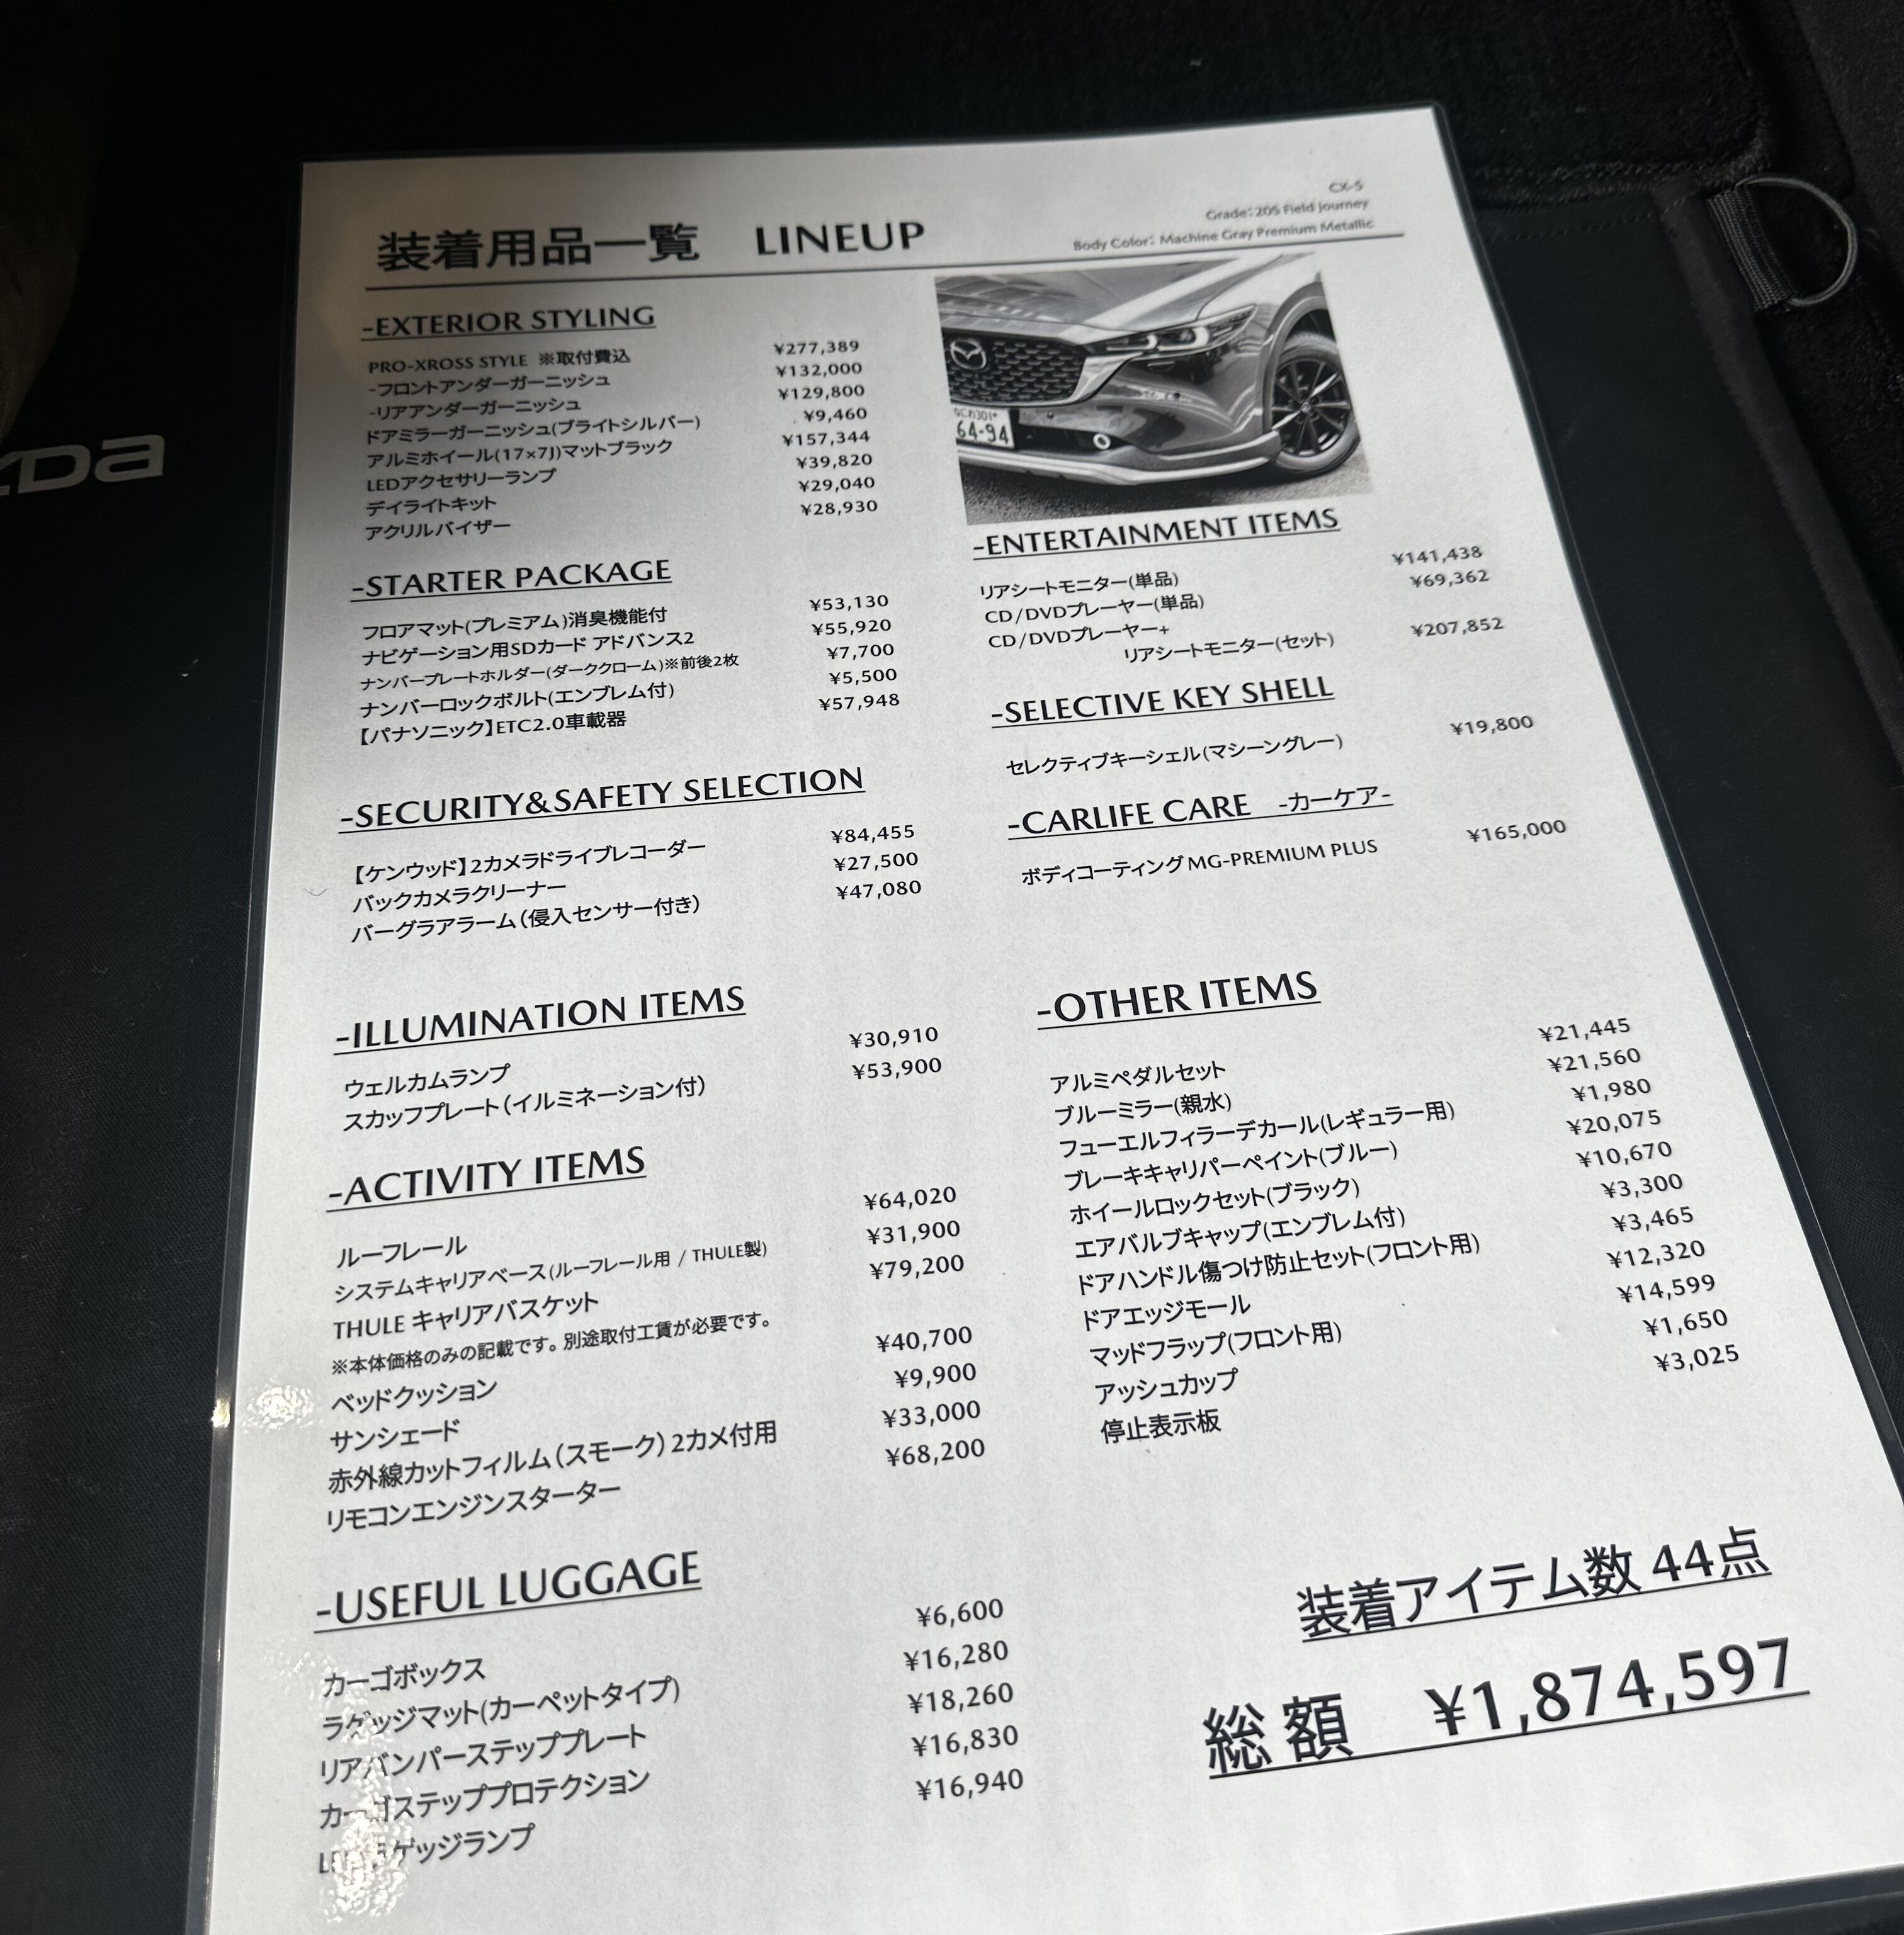 装着用品一覧 LINEUP
CX-5
Grade: 20S Field Journey
Body Color: Machine Gray Premium Metallic
-EXTERIOR STYLING
PRO-XROSS STYLE ※取付費込 ¥277,389
-フロントアンダーガーニッシュ ¥132,000
-リアアンダーガーニッシュ ¥129,800
ドアミラーガーニッシュ(ブライトシルバー) ¥9,460
アルミホイール(17×7J)マットブラック ¥157,344
LEDアクセサリーランプ ¥39,820
デイライトキット ¥29,040
アクリルバイザー ¥28,930
-STARTER PACKAGE
フロアマット(プレミアム)消臭機能付 ¥53,130
ナビゲーション用SDカード アドバンス2 ¥55,920
ナンバープレートホルダー(ダーククローム)※前後2枚 ¥7,700
ナンバーロックボルト(エンブレム付) ¥5,500
【パナソニック】ETC2.0車載器 ¥57,948
-SECURITY&SAFETY SELECTION
【ケンウッド】2カメラドライブレコーダー ¥84,455
バックカメラクリーナー ¥27,500
バーグラアラーム(侵入センサー付き) ¥47,080
-ILLUMINATION ITEMS
ウェルカムランプ ¥30,910
スカッフプレート(イルミネーション付) ¥53,900
-ACTIVITY ITEMS
ルーフレール ¥64,020
システムキャリアベース(ルーフレール用 / THULE製) ¥31,900
THULE キャリアバスケット ¥79,200
※本体価格のみの記載です。別途取付工賃が必要です。
ベッドクッション ¥40,700
サンシェード ¥9,900
赤外線カットフィルム(スモーク)2カメ付用 ¥33,000
リモコンエンジンスターター ¥68,200
-USEFUL LUGGAGE
カーゴボックス ¥6,600
ラゲッジマット(カーペットタイプ) ¥16,280
リアバンパーステッププレート ¥18,260
カーゴステッププロテクション ¥16,830
ゲッジランプ ¥16,940
64-94
-ENTERTAINMENT ITEMS
リアシートモニター(単品) ¥141,438
CD/DVDプレーヤー(単品) ¥69,362
CD/DVDプレーヤー+
リアシートモニター(セット) ¥207,852
-SELECTIVE KEY SHELL
セレクティブキーシェル(マシーングレー) ¥19,800
-CARLIFE CARE -カーケア-
ボディコーティング MG-PREMIUM PLUS ¥165,000
-OTHER ITEMS
アルミペダルセット ¥21,445
ブルーミラー(親水) ¥21,560
フューエルフィラーデカール(レギュラー用) ¥1,980
ブレーキキャリパーペイント(ブルー) ¥20,075
ホイールロックセット(ブラック) ¥10,670
エアバルブキャップ(エンブレム付) ¥3,300
ドアハンドル傷つけ防止セット(フロント用) ¥3,465
ドアエッジモール ¥12,320
マッドフラップ(フロント用) ¥14,599
アッシュカップ ¥1,650
停止表示板 ¥3,025
装着アイテム数 44点
総額 ¥1,874,597